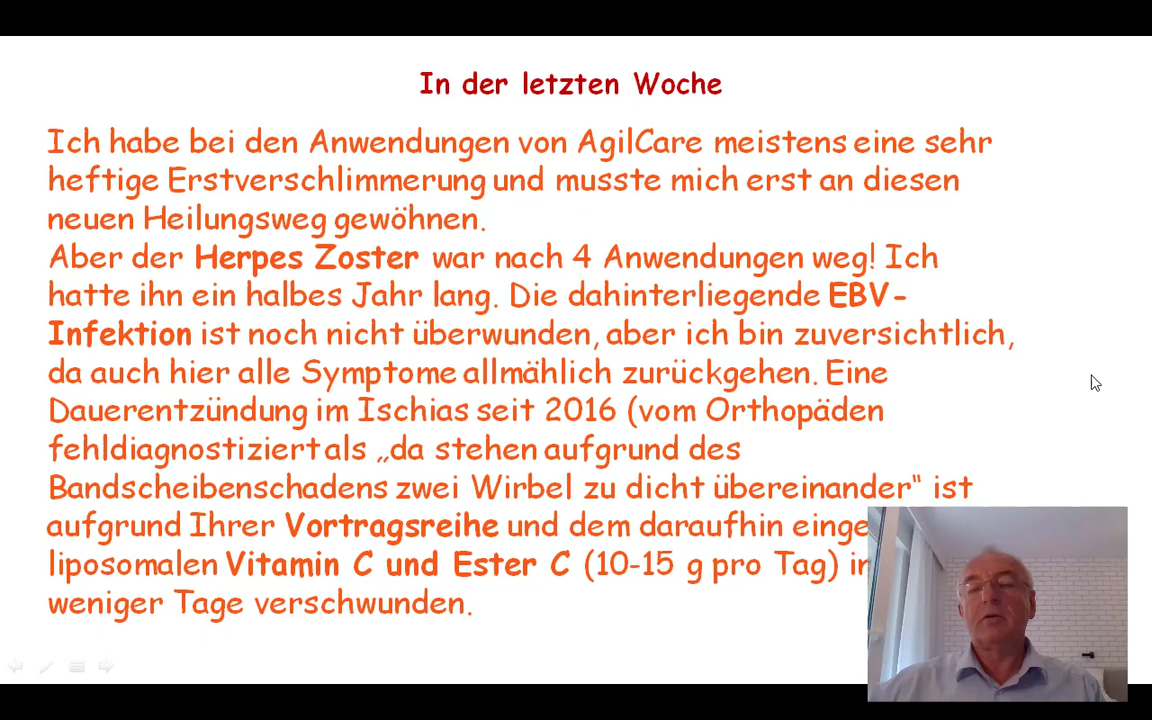 In der letzten Woche
Ich habe bei den Anwendungen von AgilCare meistens eine sehr
heftige Erstverschlimmerung und musste mich erst an diesen
neuen Heilungsweg gewöhnen.
Aber der Herpes Zoster war nach 4 Anwendungen weg! Ich
hatte ihn ein halbes Jahr lang. Die dahinterliegende EBV-
Infektion ist noch nicht überwunden, aber ich bin zuversichtlich,
da auch hier alle Symptome allmählich zurückgehen. Eine
Dauerentzündung im Ischias seit 2016 (vom Orthopäden
fehldiagnostiziert als „da stehen aufgrund des
Bandscheibenschadens zwei Wirbel zu dicht übereinander“ ist
aufgrund Ihrer Vortragsreihe und dem daraufhin einge
liposomalen Vitamin C und Ester C (10-15 g pro Tag) in
weniger Tage verschwunden.